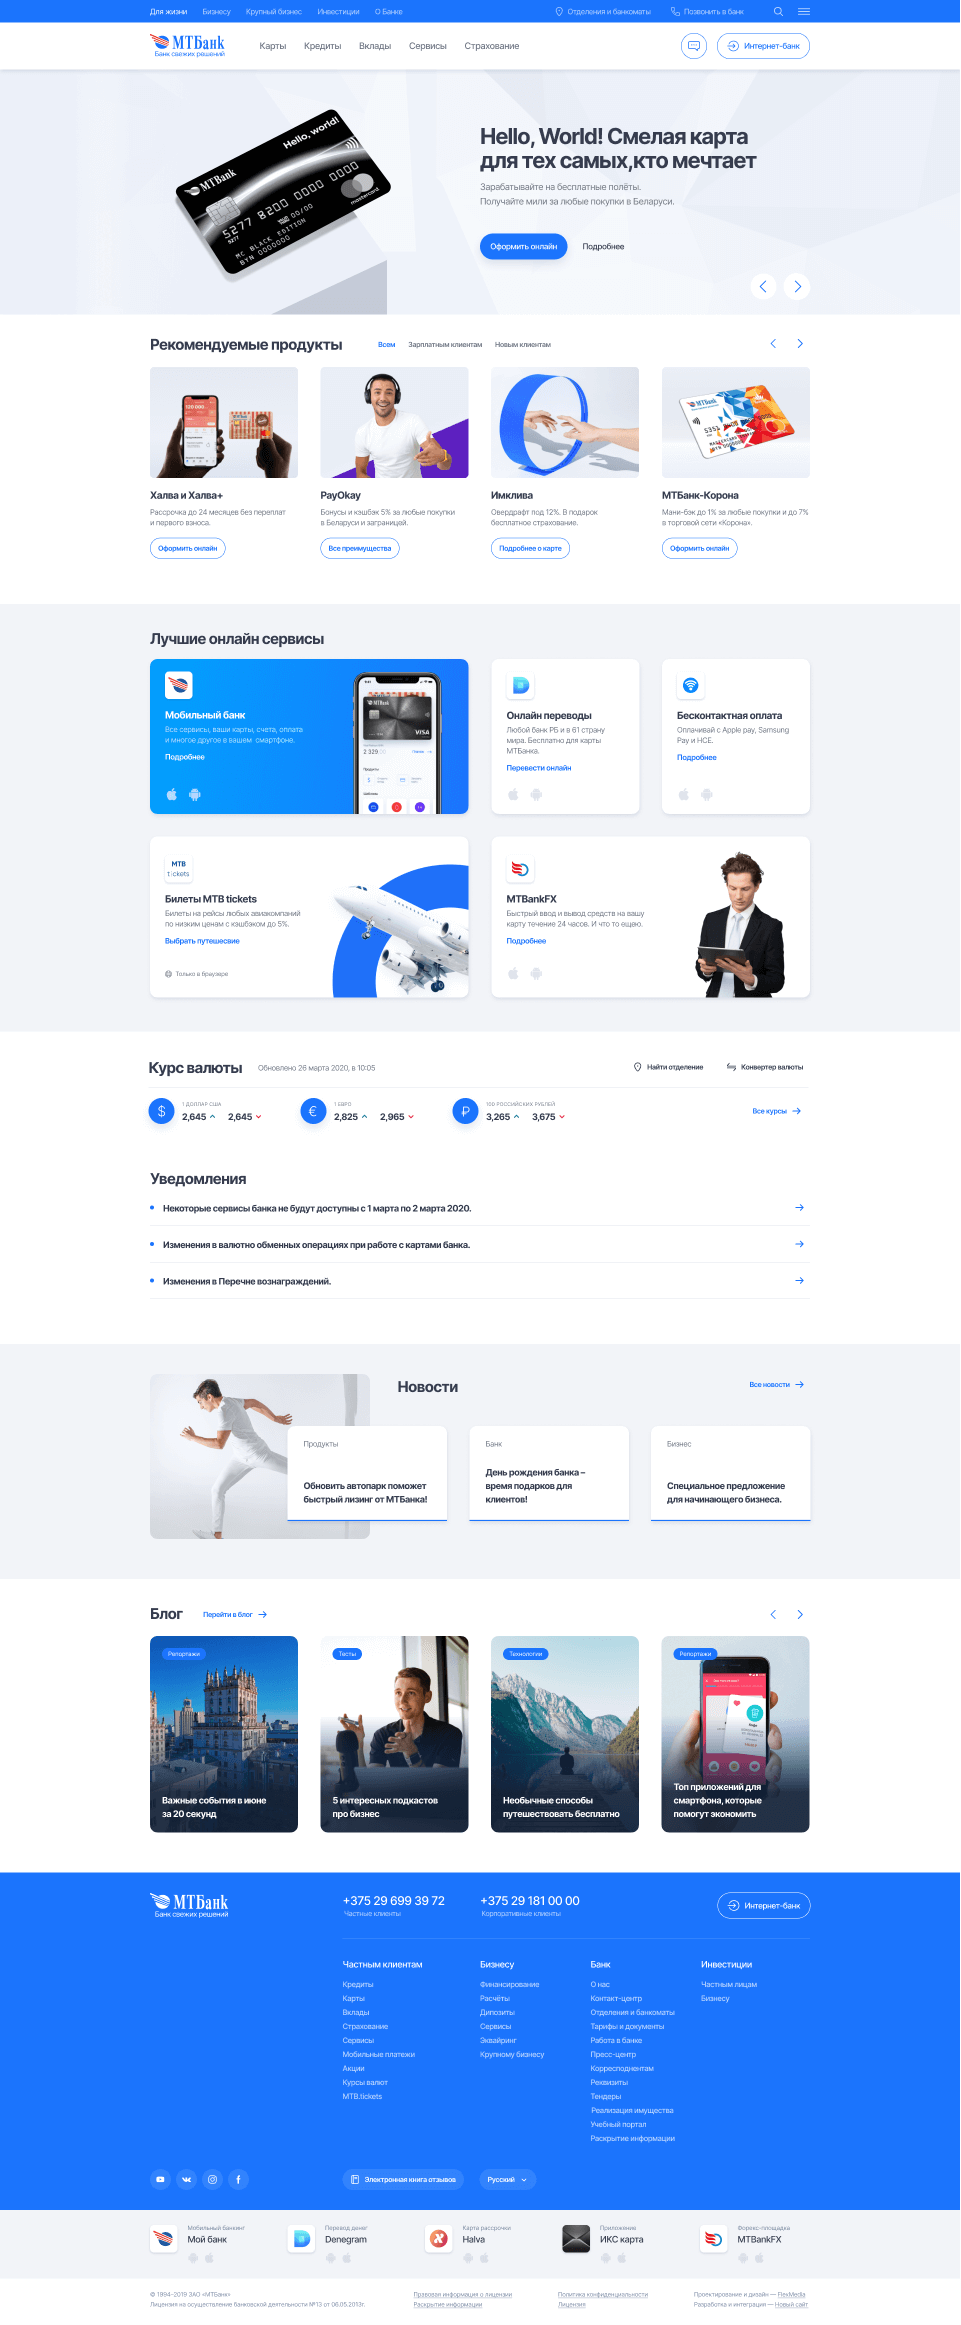 Для жизни Бизнесу Крупный бизнес Инвестиции О Банке Отделения и банкоматы Позвонить в банк
МТБанк
Банк свежих решений
Карты Кредиты Вклады Сервисы Страхование Интернет-банк
Hello, World! Смелая карта
для тех самых,кто мечтает
Зарабатывайте на бесплатные полёты.
Получайте мили за любые покупки в Беларуси.
Оформить онлайн Подробнее
Hello, world!
МТБанк
5277 8200 0000 0000
5277
00/00
MC BLACK EDITION
BYN 0000000
mastercard
Рекомендуемые продукты Всем Зарплатным клиентам Новым клиентам
Халва и Халва+
Рассрочка до 24 месяцев без переплат
и первого взноса.
Оформить онлайн
PayOkay
Бонусы и кэшбэк 5% за любые покупки
в Беларуси и заграницей.
Все преимущества
Имклива
Овердрафт под 12%. В подарок
бесплатное страхование.
Подробнее о карте
МТБанк-Корона
Мани-бэк до 1% за любые покупки и до 7%
в торговой сети «Корона».
Оформить онлайн
Лучшие онлайн сервисы
Мобильный банк
Все сервисы, ваши карты, счета, оплата
и многое другое в вашем смартфоне.
Подробнее
МТБанк
VISA
Онлайн переводы
Любой банк РБ и в 61 страну
мира. Бесплатно для карты
МТБанка.
Перевести онлайн
Бесконтактная оплата
Оплачивай с Apple pay, Samsung
Pay и HCE.
Подробнее
MTB
tickets
Билеты MTB tickets
Билеты на рейсы любых авиакомпаний
по низким ценам с кэшбэком до 5%.
Выбрать путешесвие
Только в браузере
MTBankFX
Быстрый ввод и вывод средств на вашу
карту течение 24 часов. И что то ещею.
Подробнее
Курс валюты Обновлено 26 марта 2020, в 10:05 Найти отделение Конвертер валюты
1 ДОЛЛАР США
2,645 2,645
1 ЕВРО
2,825 2,965
100 РОССИЙСКИХ РУБЛЕЙ
3,265 3,675
Все курсы
Уведомления
Некоторые сервисы банка не будут доступны с 1 марта по 2 марта 2020.
Изменения в валютно обменных операциях при работе с картами банка.
Изменения в Перечне вознаграждений.
Новости Все новости
Продукты
Обновить автопарк поможет
быстрый лизинг от МТБанка!
Банк
День рождения банка –
время подарков для
клиентов!
Бизнес
Специальное предложение
для начинающего бизнеса.
Блог Перейти в блог
Репортажи
Важные события в июне
за 20 секунд
Тесты
5 интересных подкастов
про бизнес
Технологии
Необычные способы
путешествовать бесплатно
Репортажи
Топ приложений для
смартфона, которые
помогут экономить
МТБанк
Банк свежих решений
+375 29 699 39 72
Частные клиенты
+375 29 181 00 00
Корпоративные клиенты
Интернет-банк
Частным клиентам
Кредиты
Карты
Вклады
Страхование
Сервисы
Мобильные платежи
Акции
Курсы валют
MTB.tickets
Бизнесу
Финансирование
Расчёты
Дипозиты
Сервисы
Эквайринг
Крупному бизнесу
Банк
О нас
Контакт-центр
Отделения и банкоматы
Тарифы и документы
Работа в банке
Пресс-центр
Корресподнентам
Реквизиты
Тендеры
Реализация имущества
Учебный портал
Раскрытие информации
Инвестиции
Частным лицам
Бизнесу
Электронная книга отзывов Русский
Мобильный банкинг
Мой банк
Перевод денег
Denegram
Карта рассрочки
Halva
Приложение
ИКС карта
Форекс-площадка
MTBankFX
© 1994-2019 ЗАО «МТБанк»
Лицензия на осуществление банковской деятельности №13 от 06.05.2013г.
Правовая информация о лицензии
Раскрытие информации
Политика конфиденциальности
Лицензия
Проектирование и дизайн — FlexMedia
Разработка и интеграция — Новый сайт